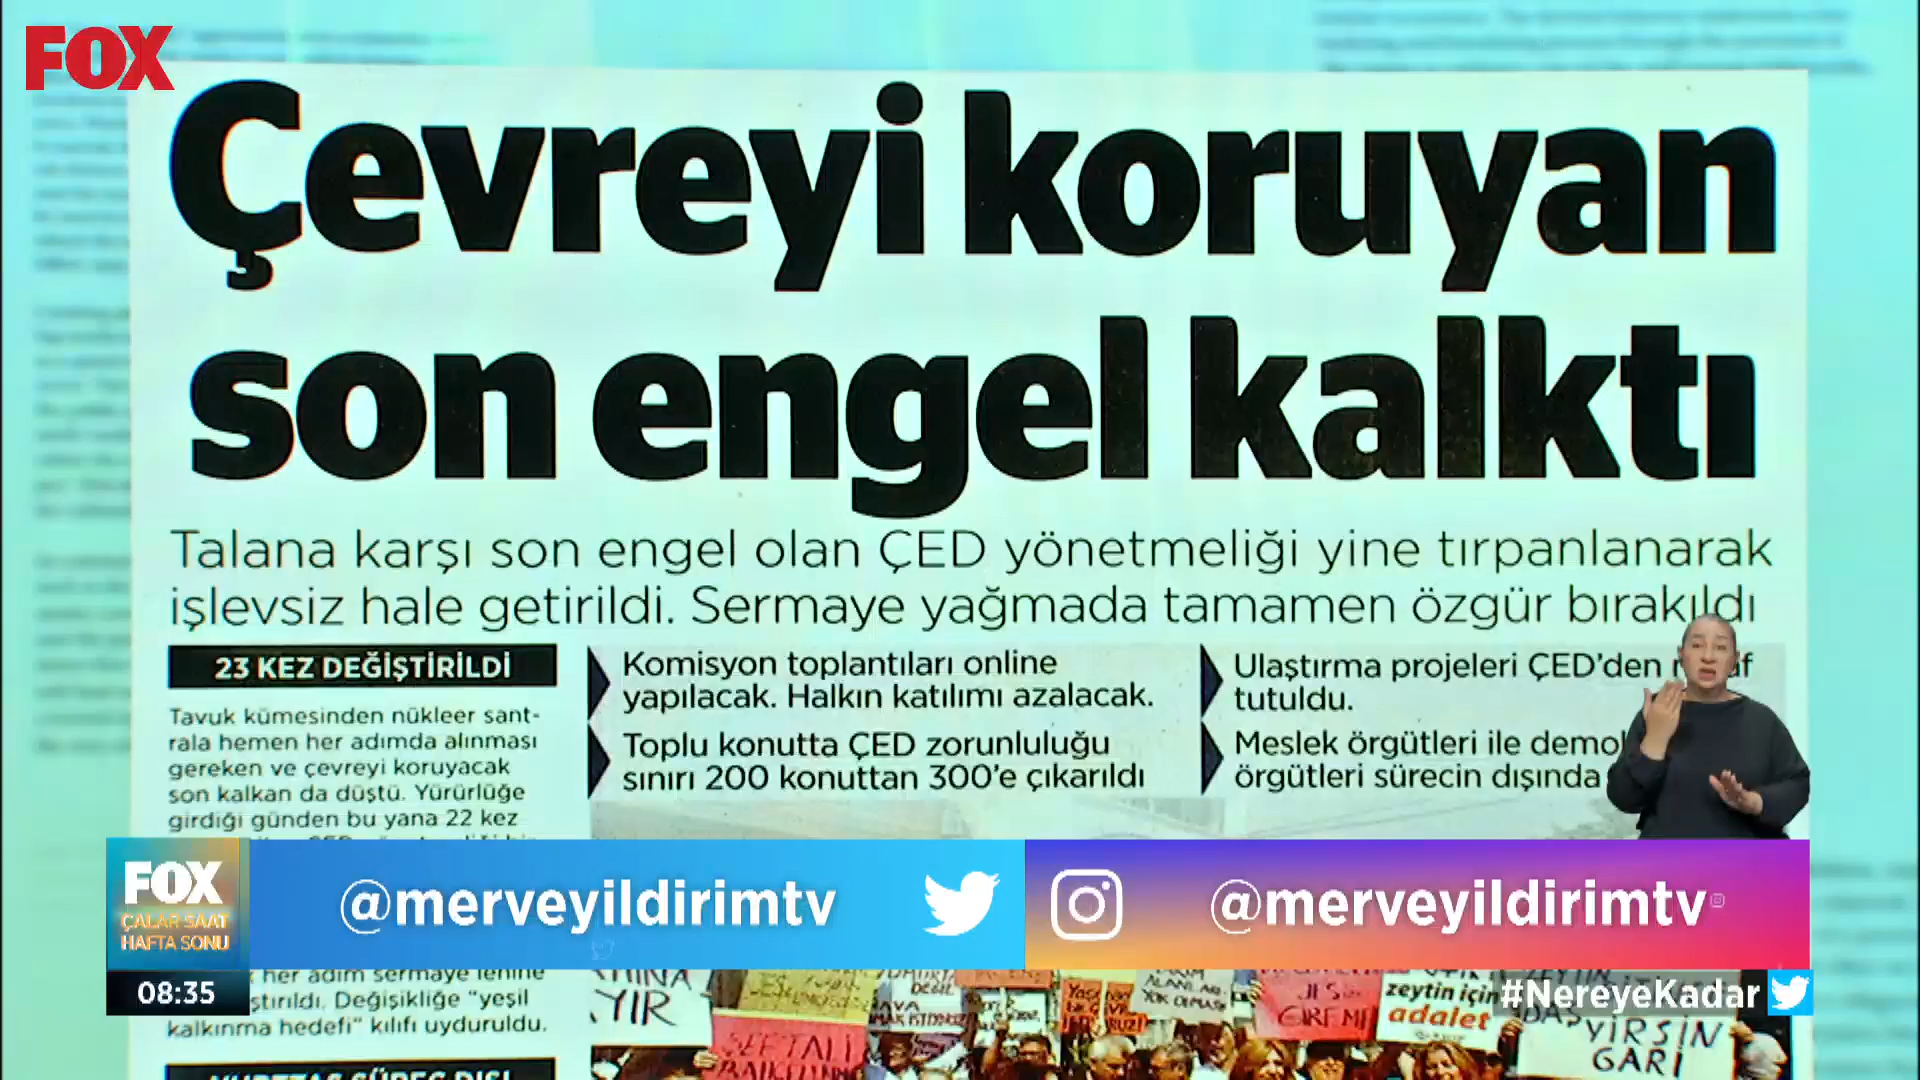 FOX
Çevreyi koruyan
son engel kalktı
Talana karşı son engel olan ÇED yönetmeliği yine tırpanlanarak
işlevsiz hale getirildi. Sermaye yağmada tamamen özgür bırakıldı
23 KEZ DEĞİŞTİRİLDİ
Tavuk kümesinden nükleer sant-
rala hemen her adımda alınması
gereken ve çevreyi koruyacak
son kalkan da düştü. Yürürlüğe
girdiği günden bu yana 22 kez
Komisyon toplantıları online
yapılacak. Halkın katılımı azalacak.
Toplu konutta ÇED zorunluluğu
sınırı 200 konuttan 300'e çıkarıldı
Ulaştırma projeleri ÇED'den
tutuldu.
Meslek örgütleri ile
örgütleri sürecin dışında
FOX
ÇALAR SAAT
HAFTA SONU
@merveyildirimtv
@merveyildirimtv
08:35
#NereyeKadar
her adım sermaye lehine
Değişikliğe "yeşil
kalkınma hedefi" kılıfı uyduruldu.
zeytin için
adalet